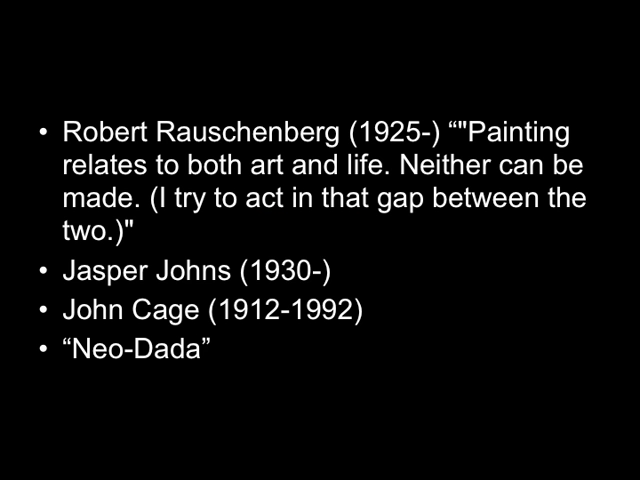 • Robert Rauschenberg (1925-) “"Painting
relates to both art and life. Neither can be
made. (I try to act in that gap between the
two.)"
• Jasper Johns (1930-)
• John Cage (1912-1992)
• “Neo-Dada”